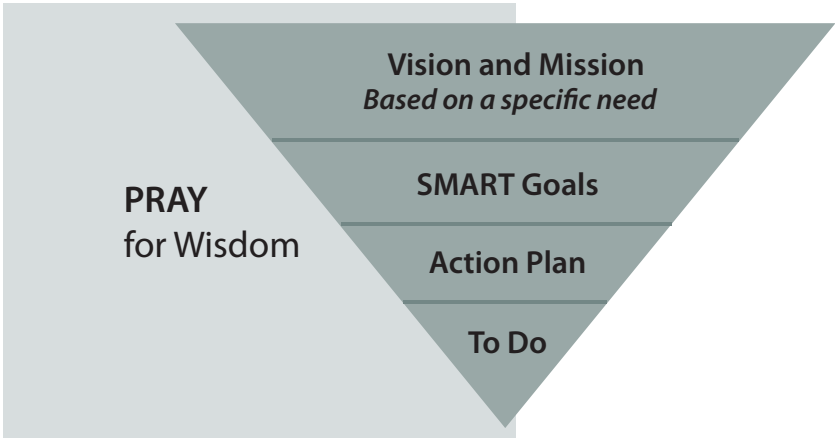 Vision and Mission
Based on a specific need
SMART Goals
PRAY
for Wisdom
Action Plan
To Do